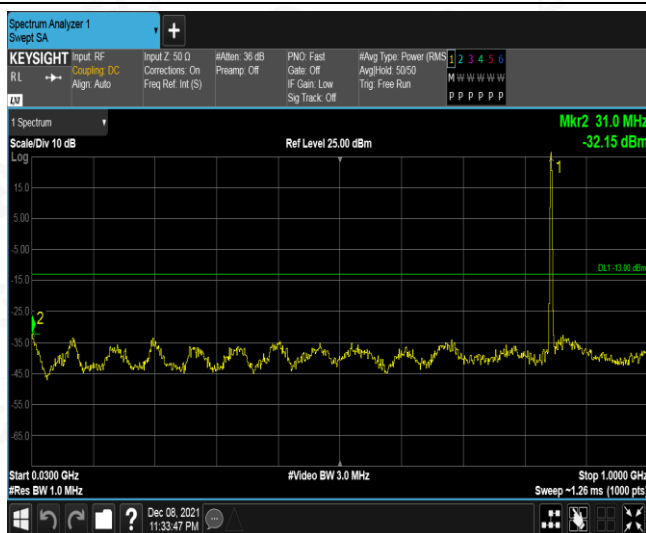 Spectrum Analyzer 1
Swept SA
+
KEYSIGHT Input: RF Input Z: 50 Ω #Atten: 36 dB PNO: Fast #Avg Type: Power (RMS 1 2 3 4 5 6
RL Coupling: DC Corrections: On Preamp: Off Gate: Off Avg|Hold: 50/50 M W W W W W
Align: Auto Freq Ref: Int (S) IF Gain: Low Trig: Free Run
Sig Track: Off P P P P P P
LXI
1 Spectrum Mkr2 31.0 MHz
Scale/Div 10 dB Ref Level 25.00 dBm -32.15 dBm
Log
1
15.0
5.00
-5.00
DL1 -13.00 dBm
-15.0
-25.0
2
-35.0
-45.0
-55.0
-65.0
Start 0.0300 GHz #Video BW 3.0 MHz Stop 1.0000 GHz
#Res BW 1.0 MHz Sweep ~1.26 ms (1000 pts)
? Dec 08, 2021
11:33:47 PM